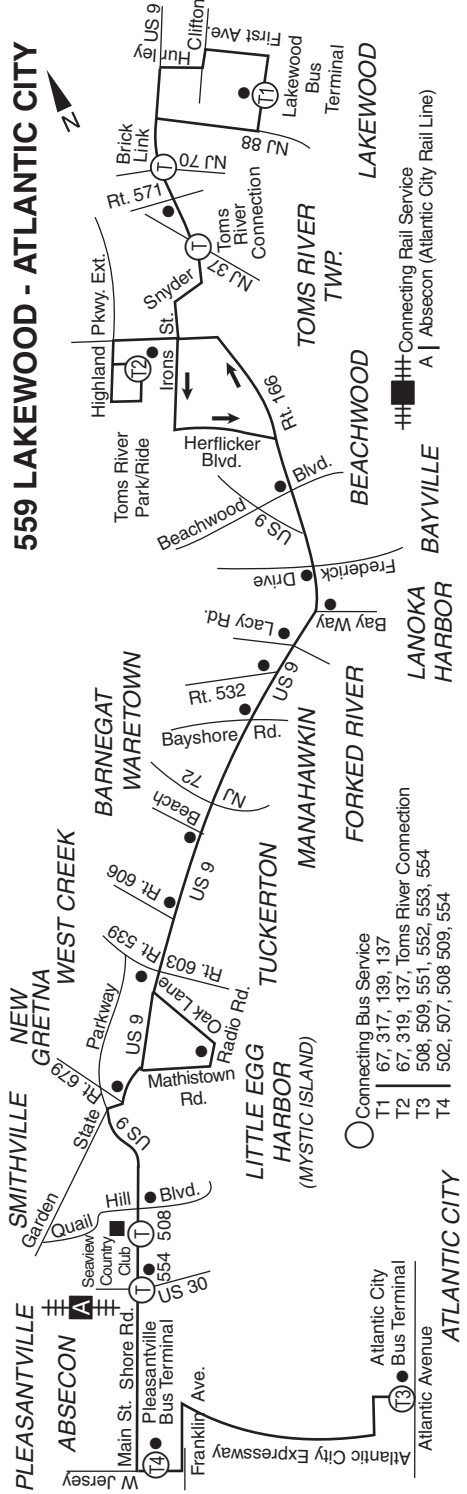 559 LAKEWOOD - ATLANTIC CITY
N
PLEASANTVILLE
ABSECON
SMITHVILLE
NEW
GRETNA
WEST CREEK
BARNEGAT
WARETOWN
LITTLE EGG
HARBOR
(MYSTIC ISLAND)
TUCKERTON
MANAHAWKIN
FORKED RIVER
LANOKA
HARBOR
BAYVILLE
BEACHWOOD
TOMS RIVER
TWP.
LAKEWOOD
ATLANTIC CITY
US 9
Hurley
Clifton
First Ave.
T1
Lakewood
Bus
Terminal
NJ 88
Brick
Link
T
NJ 70
Rt. 571
T
Toms
River
Connection
NJ 37
Snyder
Pkwy. Ext.
Highland
T2
Irons St.
Toms River
Park/Ride
Rt. 166
Herflicker
Blvd.
Beachwood Blvd.
US 9
Frederick Drive
Bay Way
Lacy Rd.
US 9
Rt. 532
Bayshore Rd.
NJ 72
Beach
US 9
Rt. 606
Rt. 539
Rt. 603
Oak Lane
Radio Rd.
Mathistown
Rd.
US 9
Garden State Parkway
Rt. 679
US 9
Quail Hill Blvd.
Seaview
Country
Club
T
508
T
554
US 30
A
Main St.
Shore Rd.
Pleasantville
Bus Terminal
T4
W Jersey
Franklin Ave.
Atlantic City Expressway
T3
Atlantic City
Bus Terminal
Atlantic Avenue
Connecting Bus Service
T1 67, 317, 139, 137
T2 67, 319, 137, Toms River Connection
T3 508, 509, 551, 552, 553, 554
T4 502, 507, 508 509, 554
Connecting Rail Service
A Absecon (Atlantic City Rail Line)